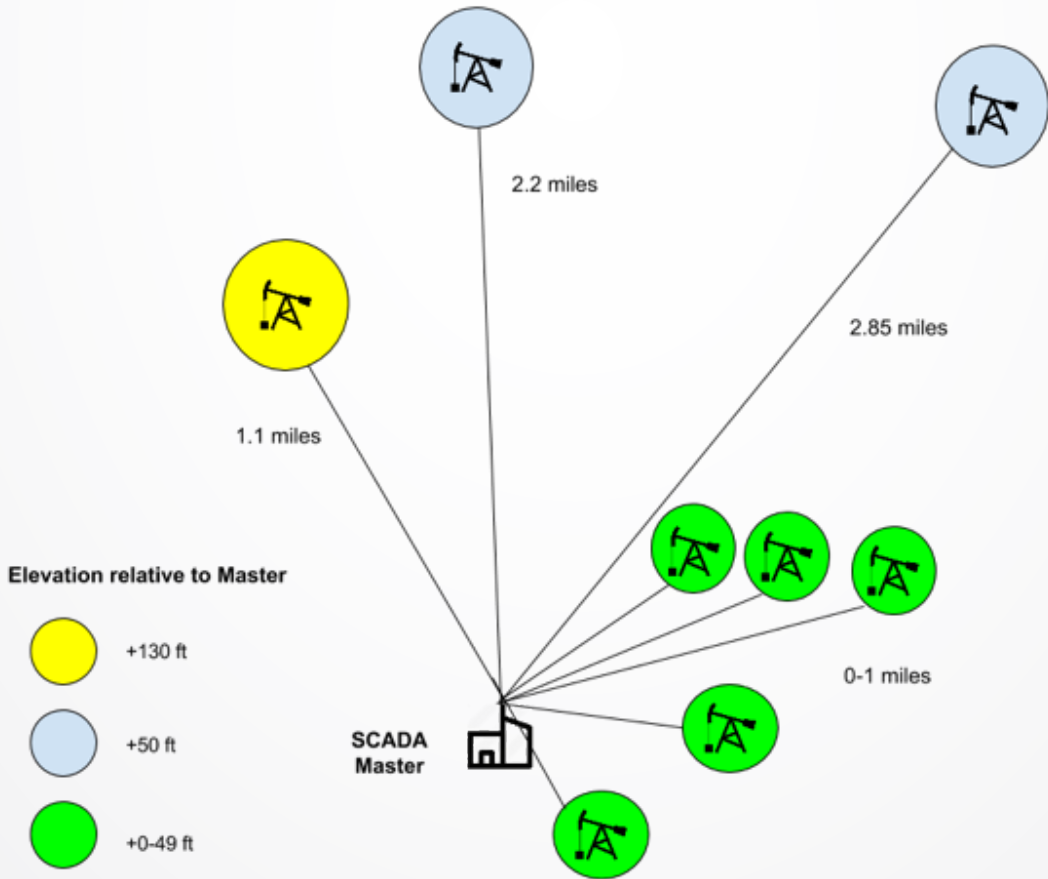 2.2 miles
2.85 miles
1.1 miles
Elevation relative to Master
+130 ft
0-1 miles
+50 ft
SCADA
Master
+0-49 ft